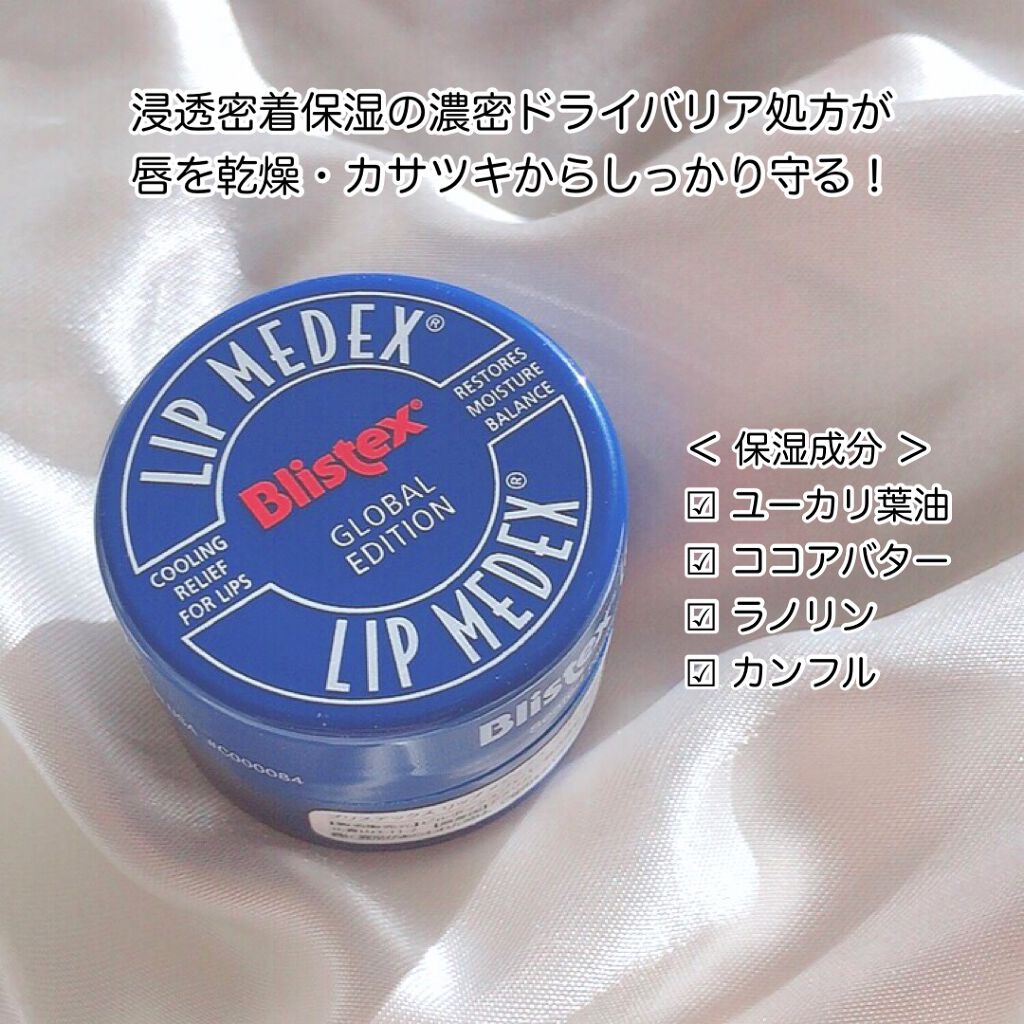 浸透密着保湿の濃密ドライバリア処方が
唇を乾燥・カサツキからしっかり守る！
LIP MEDEX®
RESTORES
MOISTURE
BALANCE
Blistex®
GLOBAL
EDITION
COOLING
RELIEF
FOR LIPS
LIP MEDEX®
< 保湿成分 >
☑ ユーカリ葉油
☑ ココアバター
☑ ラノリン
☑ カンフル
Blistex
#C000084